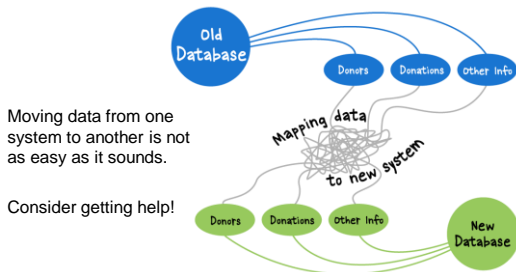 Old
Database
Donors
Donations
Other Info
Moving data from one
system to another is not
as easy as it sounds.
Consider getting help!
Mapping data
to new system
Donors
Donations
Other Info
New
Database